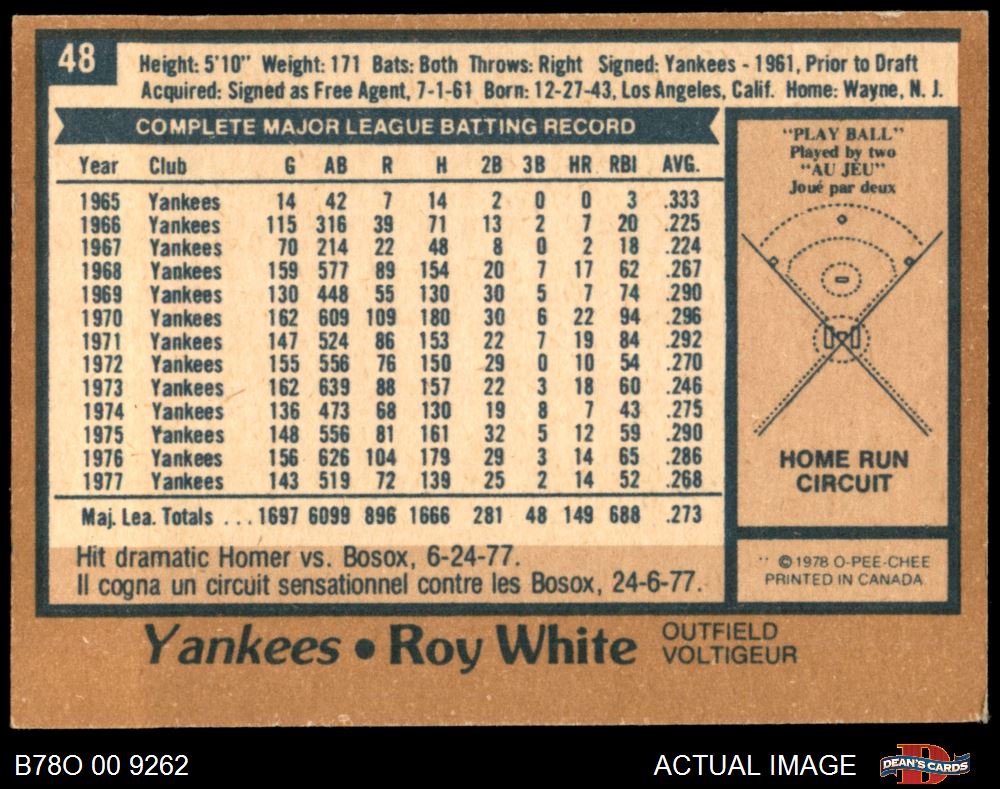 48
Height: 5'10" Weight: 171 Bats: Both Throws: Right Signed: Yankees - 1961, Prior to Draft
Acquired: Signed as Free Agent, 7-1-61 Born: 12-27-43, Los Angeles, Calif. Home: Wayne, N. J.
COMPLETE MAJOR LEAGUE BATTING RECORD
Year Club G AB R H 2B 3B HR RBI AVG.
1965 Yankees 14 42 7 14 2 0 0 3 .333
1966 Yankees 115 316 39 71 13 2 7 20 .225
1967 Yankees 70 214 22 48 8 0 2 18 .224
1968 Yankees 159 577 89 154 20 7 17 62 .267
1969 Yankees 130 448 55 130 30 5 7 74 .290
1970 Yankees 162 609 109 180 30 6 22 94 .296
1971 Yankees 147 524 86 153 22 7 19 84 .292
1972 Yankees 155 556 76 150 29 0 10 54 .270
1973 Yankees 162 639 88 157 22 3 18 60 .246
1974 Yankees 136 473 68 130 19 8 7 43 .275
1975 Yankees 148 556 81 161 32 5 12 59 .290
1976 Yankees 156 626 104 179 29 3 14 65 .286
1977 Yankees 143 519 72 139 25 2 14 52 .268
Maj. Lea. Totals ... 1697 6099 896 1666 281 48 149 688 .273
Hit dramatic Homer vs. Bosox, 6-24-77.
Il cogna un circuit sensationnel contre les Bosox, 24-6-77.
"PLAY BALL"
Played by two
"AU JEU"
Joué par deux
HOME RUN
CIRCUIT
©1978 O-PEE-CHEE
PRINTED IN CANADA
Yankees • Roy White
OUTFIELD
VOLTIGEUR
B78O 00 9262
ACTUAL IMAGE
DEAN'S CARDS